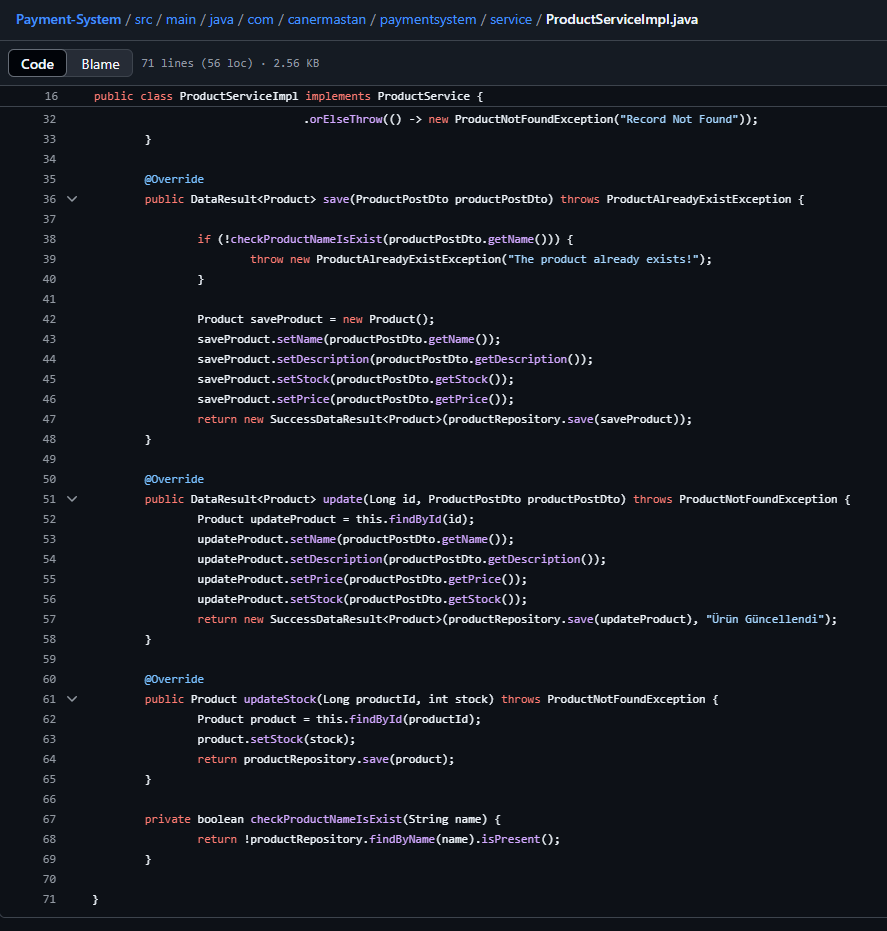 Payment-System / src / main / java / com / canermastan / paymentsystem / service / ProductServiceImpl.java
Code Blame 71 lines (56 loc) · 2.56 KB
16 public class ProductServiceImpl implements ProductService {
32 .orElseThrow(() -> new ProductNotFoundException("Record Not Found"));
33 }
34
35 @Override
36 public DataResult<Product> save(ProductPostDto productPostDto) throws ProductAlreadyExistException {
37
38 if (!checkProductNameIsExist(productPostDto.getName())) {
39 throw new ProductAlreadyExistException("The product already exists!");
40 }
41
42 Product saveProduct = new Product();
43 saveProduct.setName(productPostDto.getName());
44 saveProduct.setDescription(productPostDto.getDescription());
45 saveProduct.setStock(productPostDto.getStock());
46 saveProduct.setPrice(productPostDto.getPrice());
47 return new SuccessDataResult<Product>(productRepository.save(saveProduct));
48 }
49
50 @Override
51 public DataResult<Product> update(Long id, ProductPostDto productPostDto) throws ProductNotFoundException {
52 Product updateProduct = this.findById(id);
53 updateProduct.setName(productPostDto.getName());
54 updateProduct.setDescription(productPostDto.getDescription());
55 updateProduct.setPrice(productPostDto.getPrice());
56 updateProduct.setStock(productPostDto.getStock());
57 return new SuccessDataResult<Product>(productRepository.save(updateProduct), "Ürün Güncellendi");
58 }
59
60 @Override
61 public Product updateStock(Long productId, int stock) throws ProductNotFoundException {
62 Product product = this.findById(productId);
63 product.setStock(stock);
64 return productRepository.save(product);
65 }
66
67 private boolean checkProductNameIsExist(String name) {
68 return !productRepository.findByName(name).isPresent();
69 }
70
71 }